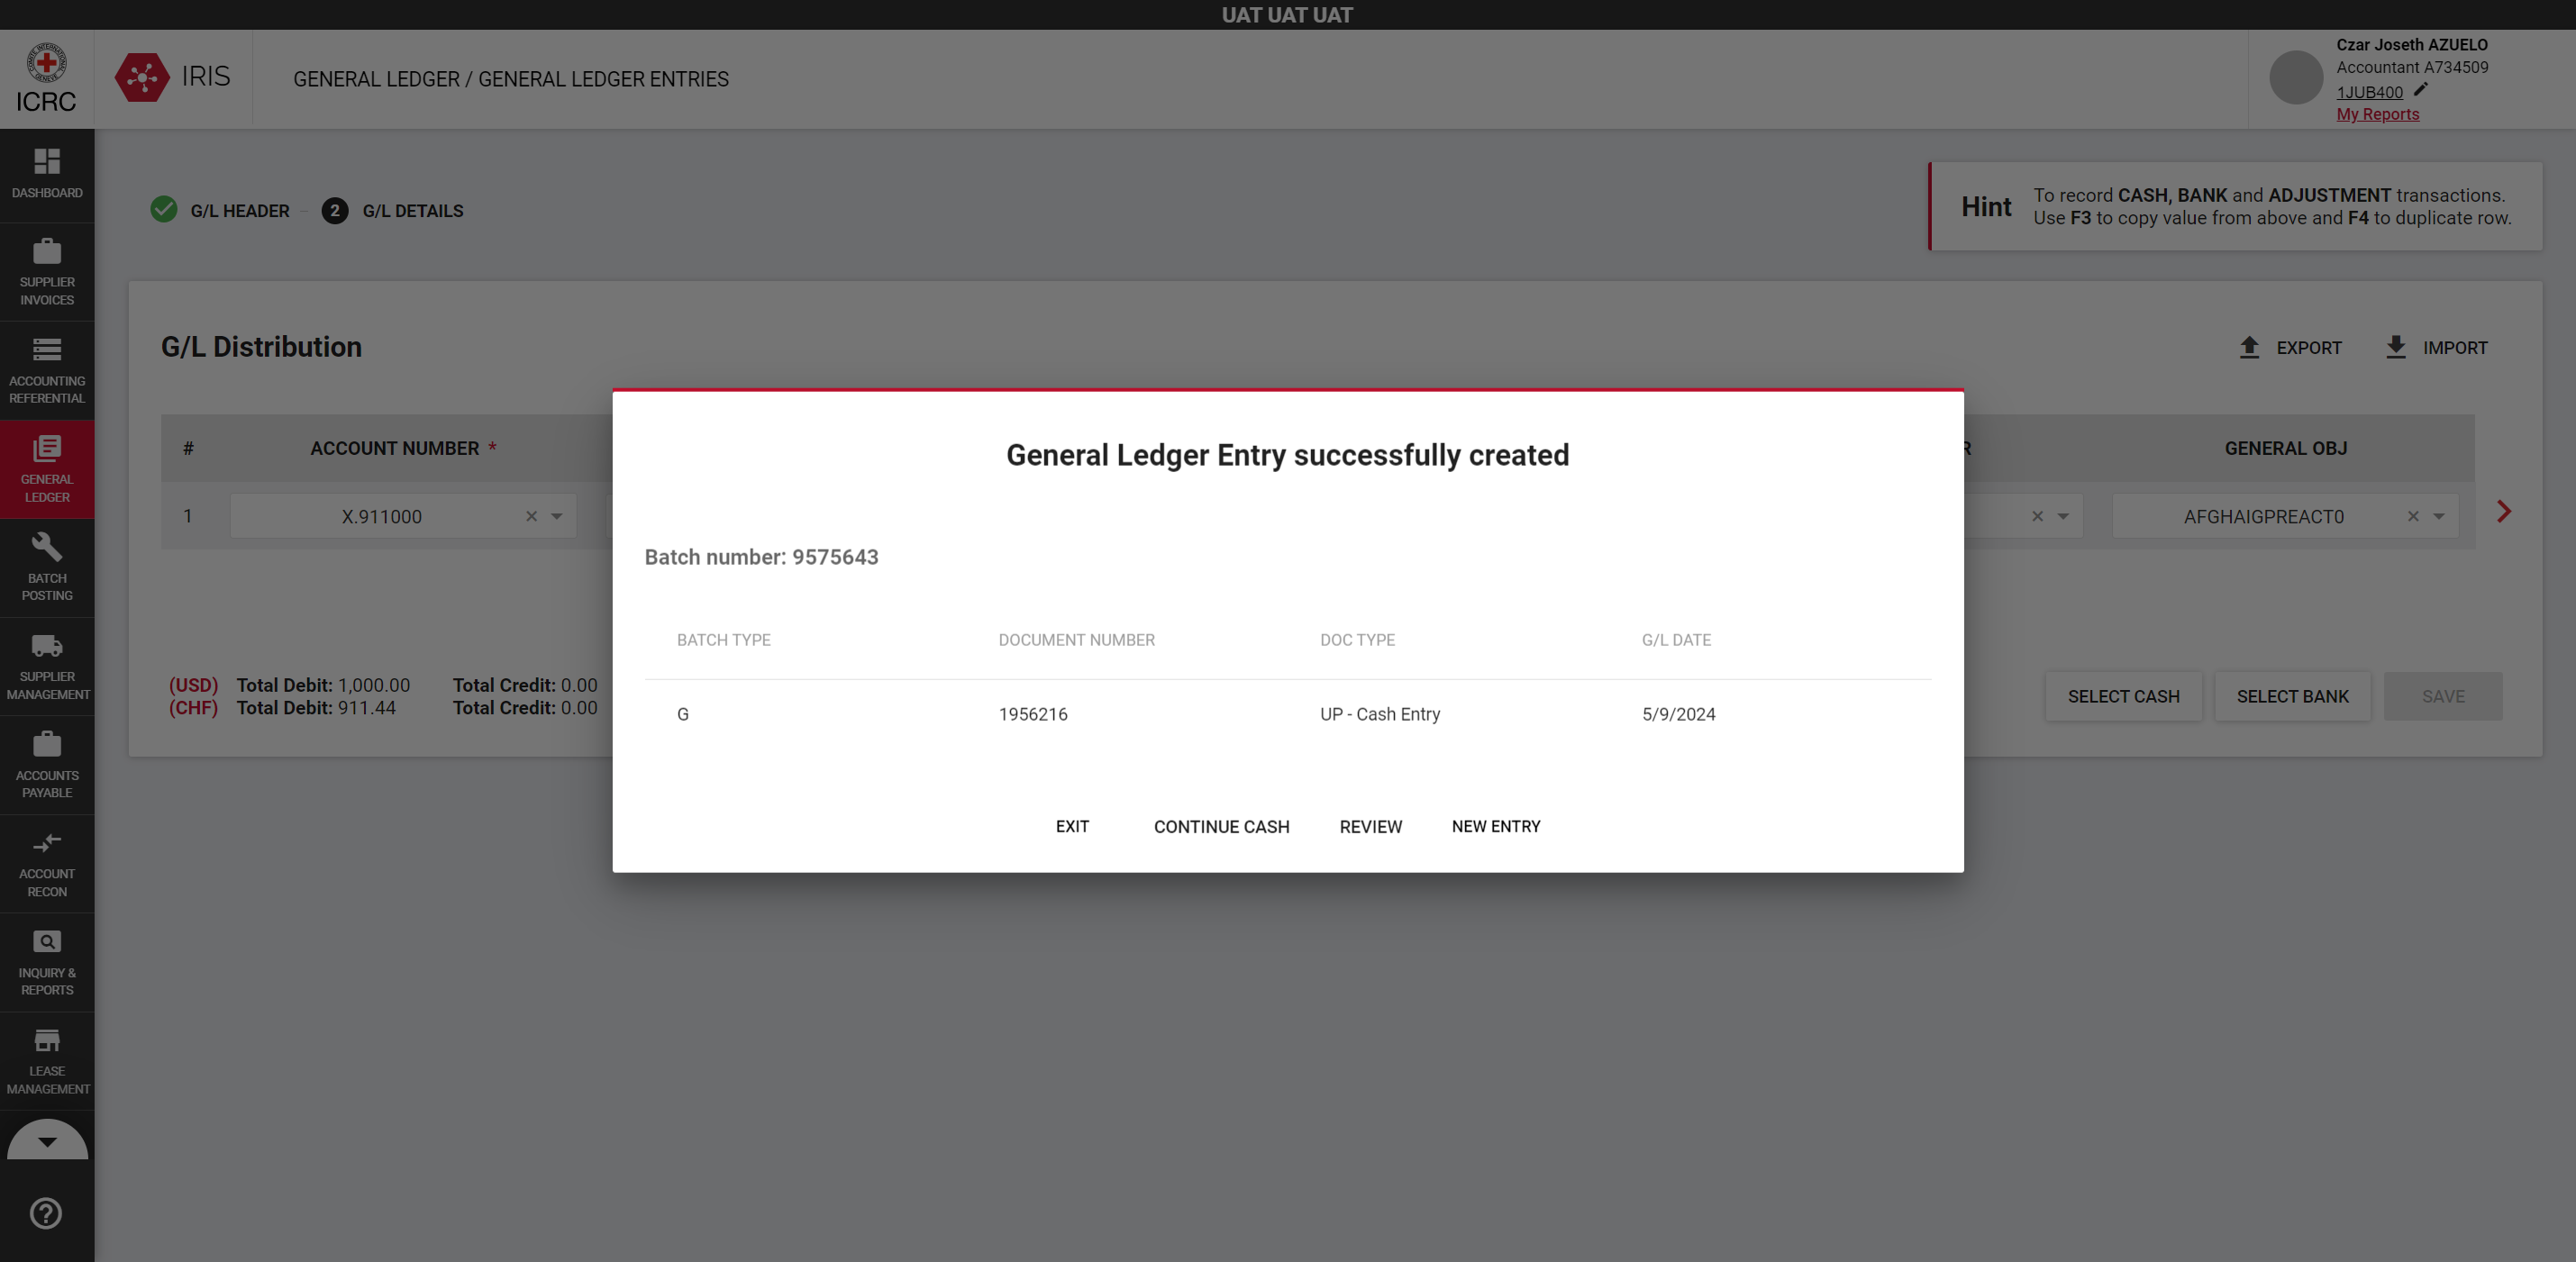 UAT UAT UAT
ICRC
IRIS
GENERAL LEDGER / GENERAL LEDGER ENTRIES
Czar Joseth AZUELO
Accountant A734509
1JUB400
My Reports
DASHBOARD
SUPPLIER
INVOICES
ACCOUNTING
REFERENTIAL
GENERAL
LEDGER
BATCH
POSTING
SUPPLIER
MANAGEMENT
ACCOUNTS
PAYABLE
ACCOUNT
RECON
INQUIRY &
REPORTS
LEASE
MANAGEMENT
G/L HEADER
2 G/L DETAILS
Hint
To record CASH, BANK and ADJUSTMENT transactions.
Use F3 to copy value from above and F4 to duplicate row.
G/L Distribution
EXPORT
IMPORT
# ACCOUNT NUMBER * R GENERAL OBJ
1 X.911000 AFGHAIGPREACT0
(USD) Total Debit: 1,000.00 Total Credit: 0.00
(CHF) Total Debit: 911.44 Total Credit: 0.00
SELECT CASH
SELECT BANK
SAVE
General Ledger Entry successfully created
Batch number: 9575643
BATCH TYPE DOCUMENT NUMBER DOC TYPE G/L DATE
G 1956216 UP - Cash Entry 5/9/2024
EXIT CONTINUE CASH REVIEW NEW ENTRY